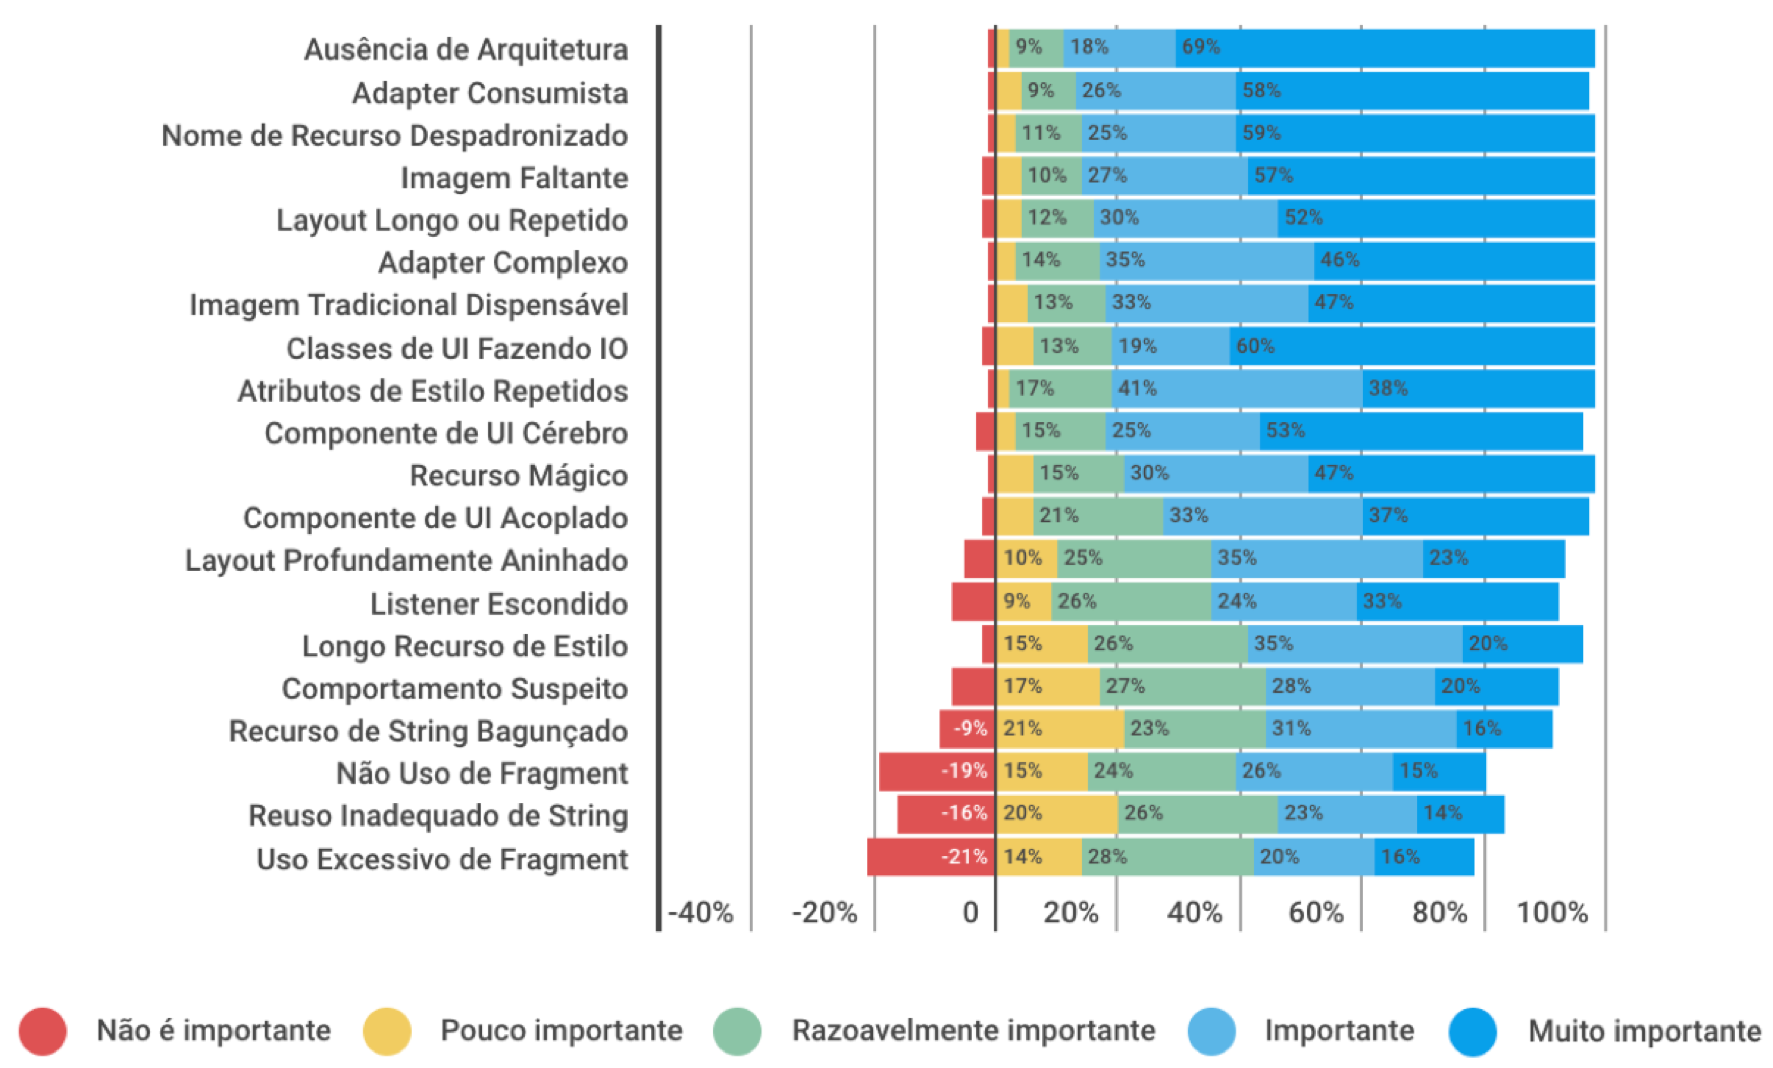 Ausência de Arquitetura 9% 18% 69%
Adapter Consumista 9% 26% 58%
Nome de Recurso Despadronizado 11% 25% 59%
Imagem Faltante 10% 27% 57%
Layout Longo ou Repetido 12% 30% 52%
Adapter Complexo 14% 35% 46%
Imagem Tradicional Dispensável 13% 33% 47%
Classes de UI Fazendo IO 13% 19% 60%
Atributos de Estilo Repetidos 17% 41% 38%
Componente de UI Cérebro 15% 25% 53%
Recurso Mágico 15% 30% 47%
Componente de UI Acoplado 21% 33% 37%
Layout Profundamente Aninhado 10% 25% 35% 23%
Listener Escondido 9% 26% 24% 33%
Longo Recurso de Estilo 15% 26% 35% 20%
Comportamento Suspeito 17% 27% 28% 20%
Recurso de String Bagunçado -9% 21% 23% 31% 16%
Não Uso de Fragment -19% 15% 24% 26% 15%
Reuso Inadequado de String -16% 20% 26% 23% 14%
Uso Excessivo de Fragment -21% 14% 28% 20% 16%
-40% -20% 0 20% 40% 60% 80% 100%
Não é importante Pouco importante Razoavelmente importante Importante Muito importante